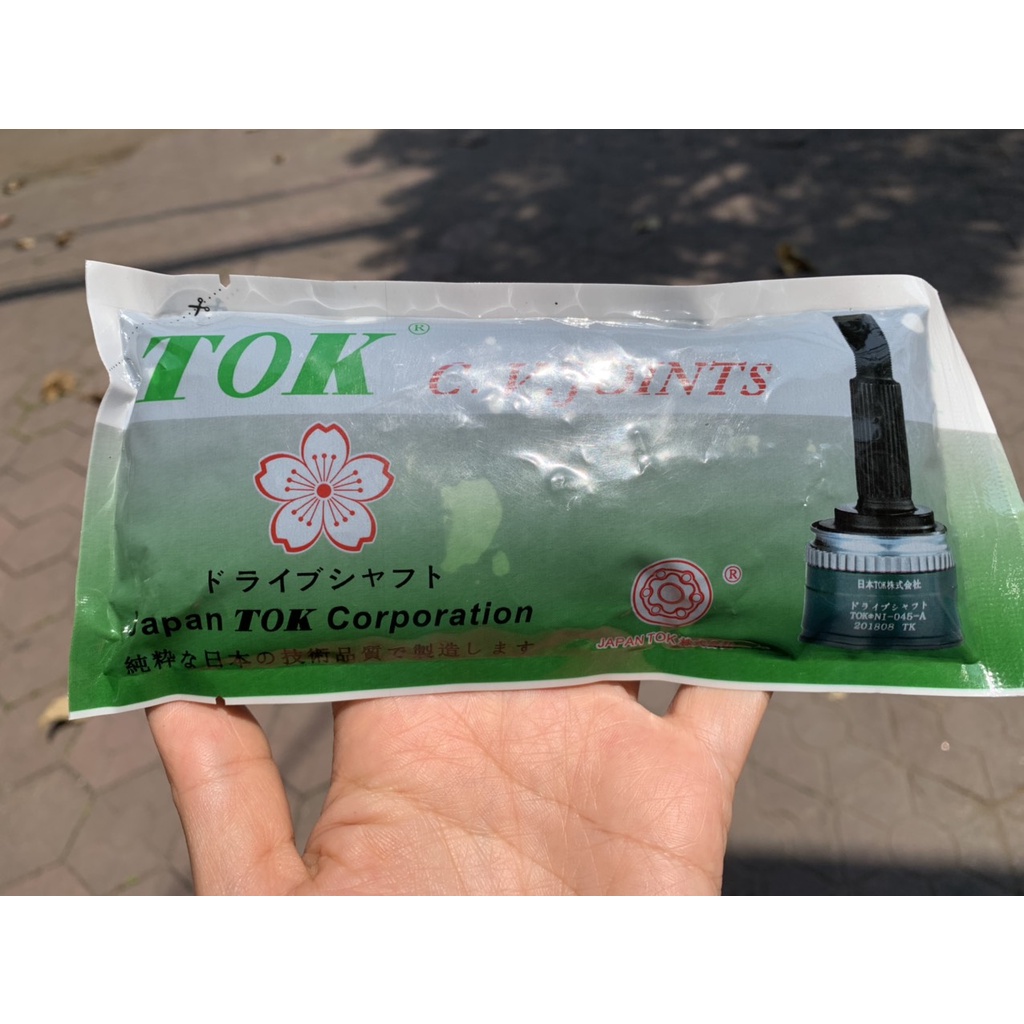 TOK ®
C.V.JOINTS
ドライブシャフト
Japan TOK Corporation
純粋な日本の技術品質で製造します
®
JAPAN TOK
日本TOK株式会社
ドライブシャフト
TOK*NI-045-A
201808 TK